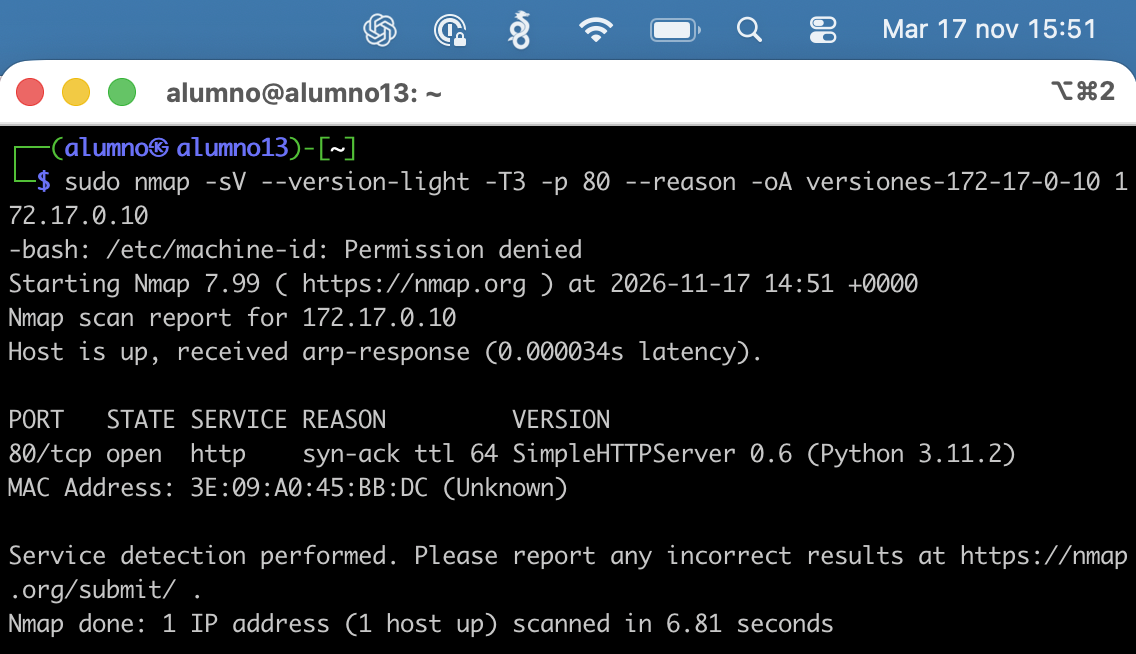 Mar 17 nov 15:51
alumno@alumno13: ~
⌥⌘2
┌──(alumno㉿ alumno13)-[~]
└─$ sudo nmap -sV --version-light -T3 -p 80 --reason -oA versiones-172-17-0-10 1
72.17.0.10
-bash: /etc/machine-id: Permission denied
Starting Nmap 7.99 ( https://nmap.org ) at 2026-11-17 14:51 +0000
Nmap scan report for 172.17.0.10
Host is up, received arp-response (0.000034s latency).
PORT   STATE SERVICE REASON         VERSION
80/tcp open  http    syn-ack ttl 64 SimpleHTTPServer 0.6 (Python 3.11.2)
MAC Address: 3E:09:A0:45:BB:DC (Unknown)
Service detection performed. Please report any incorrect results at https://nmap
.org/submit/ .
Nmap done: 1 IP address (1 host up) scanned in 6.81 seconds